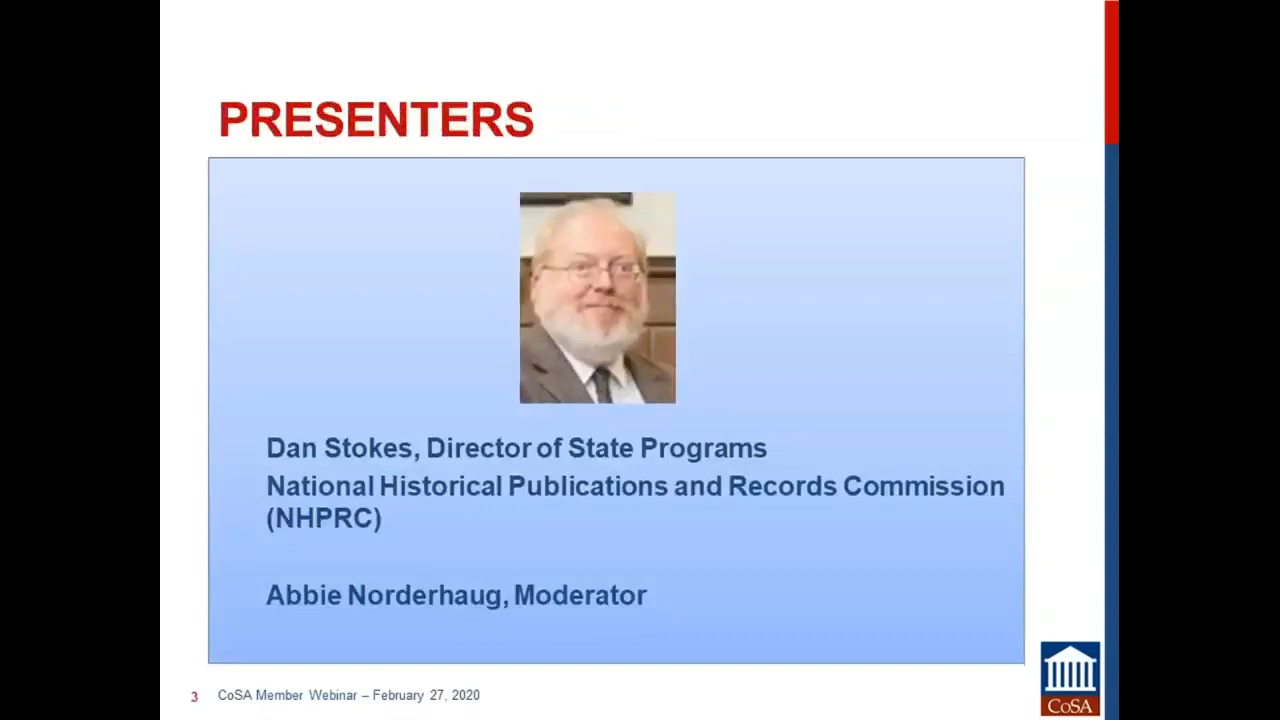 PRESENTERS
Dan Stokes, Director of State Programs
National Historical Publications and Records Commission
(NHPRC)
Abbie Norderhaug, Moderator
3
CoSA Member Webinar – February 27, 2020
CoSA